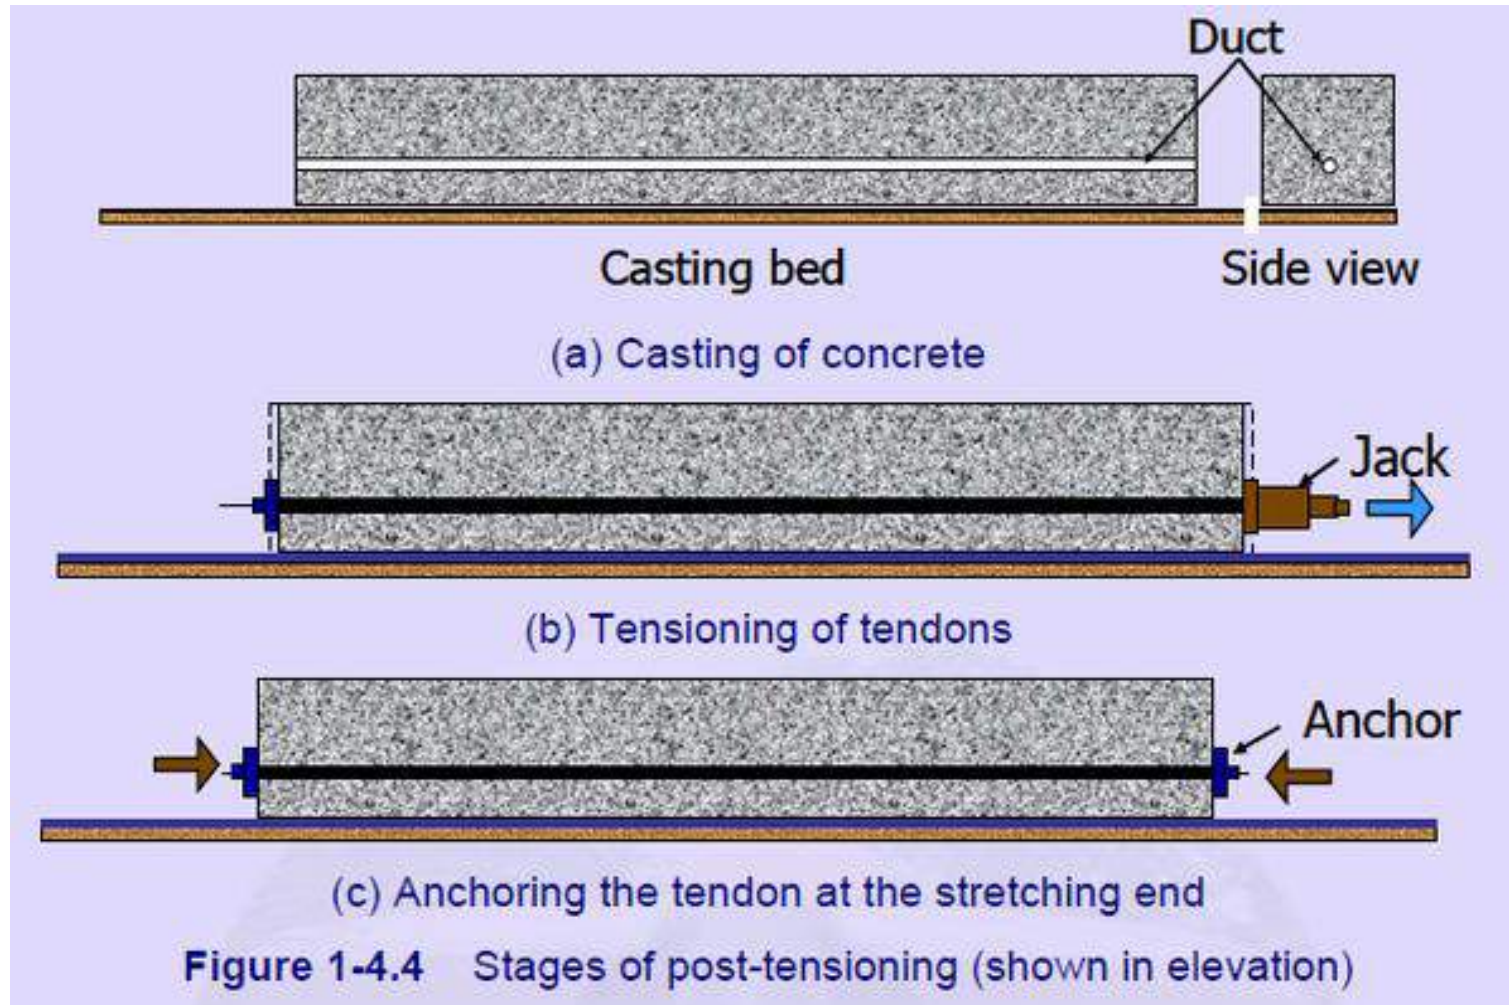 Duct
Casting bed
Side view
(a) Casting of concrete
Jack
(b) Tensioning of tendons
Anchor
(c) Anchoring the tendon at the stretching end
Figure 1-4.4 Stages of post-tensioning (shown in elevation)